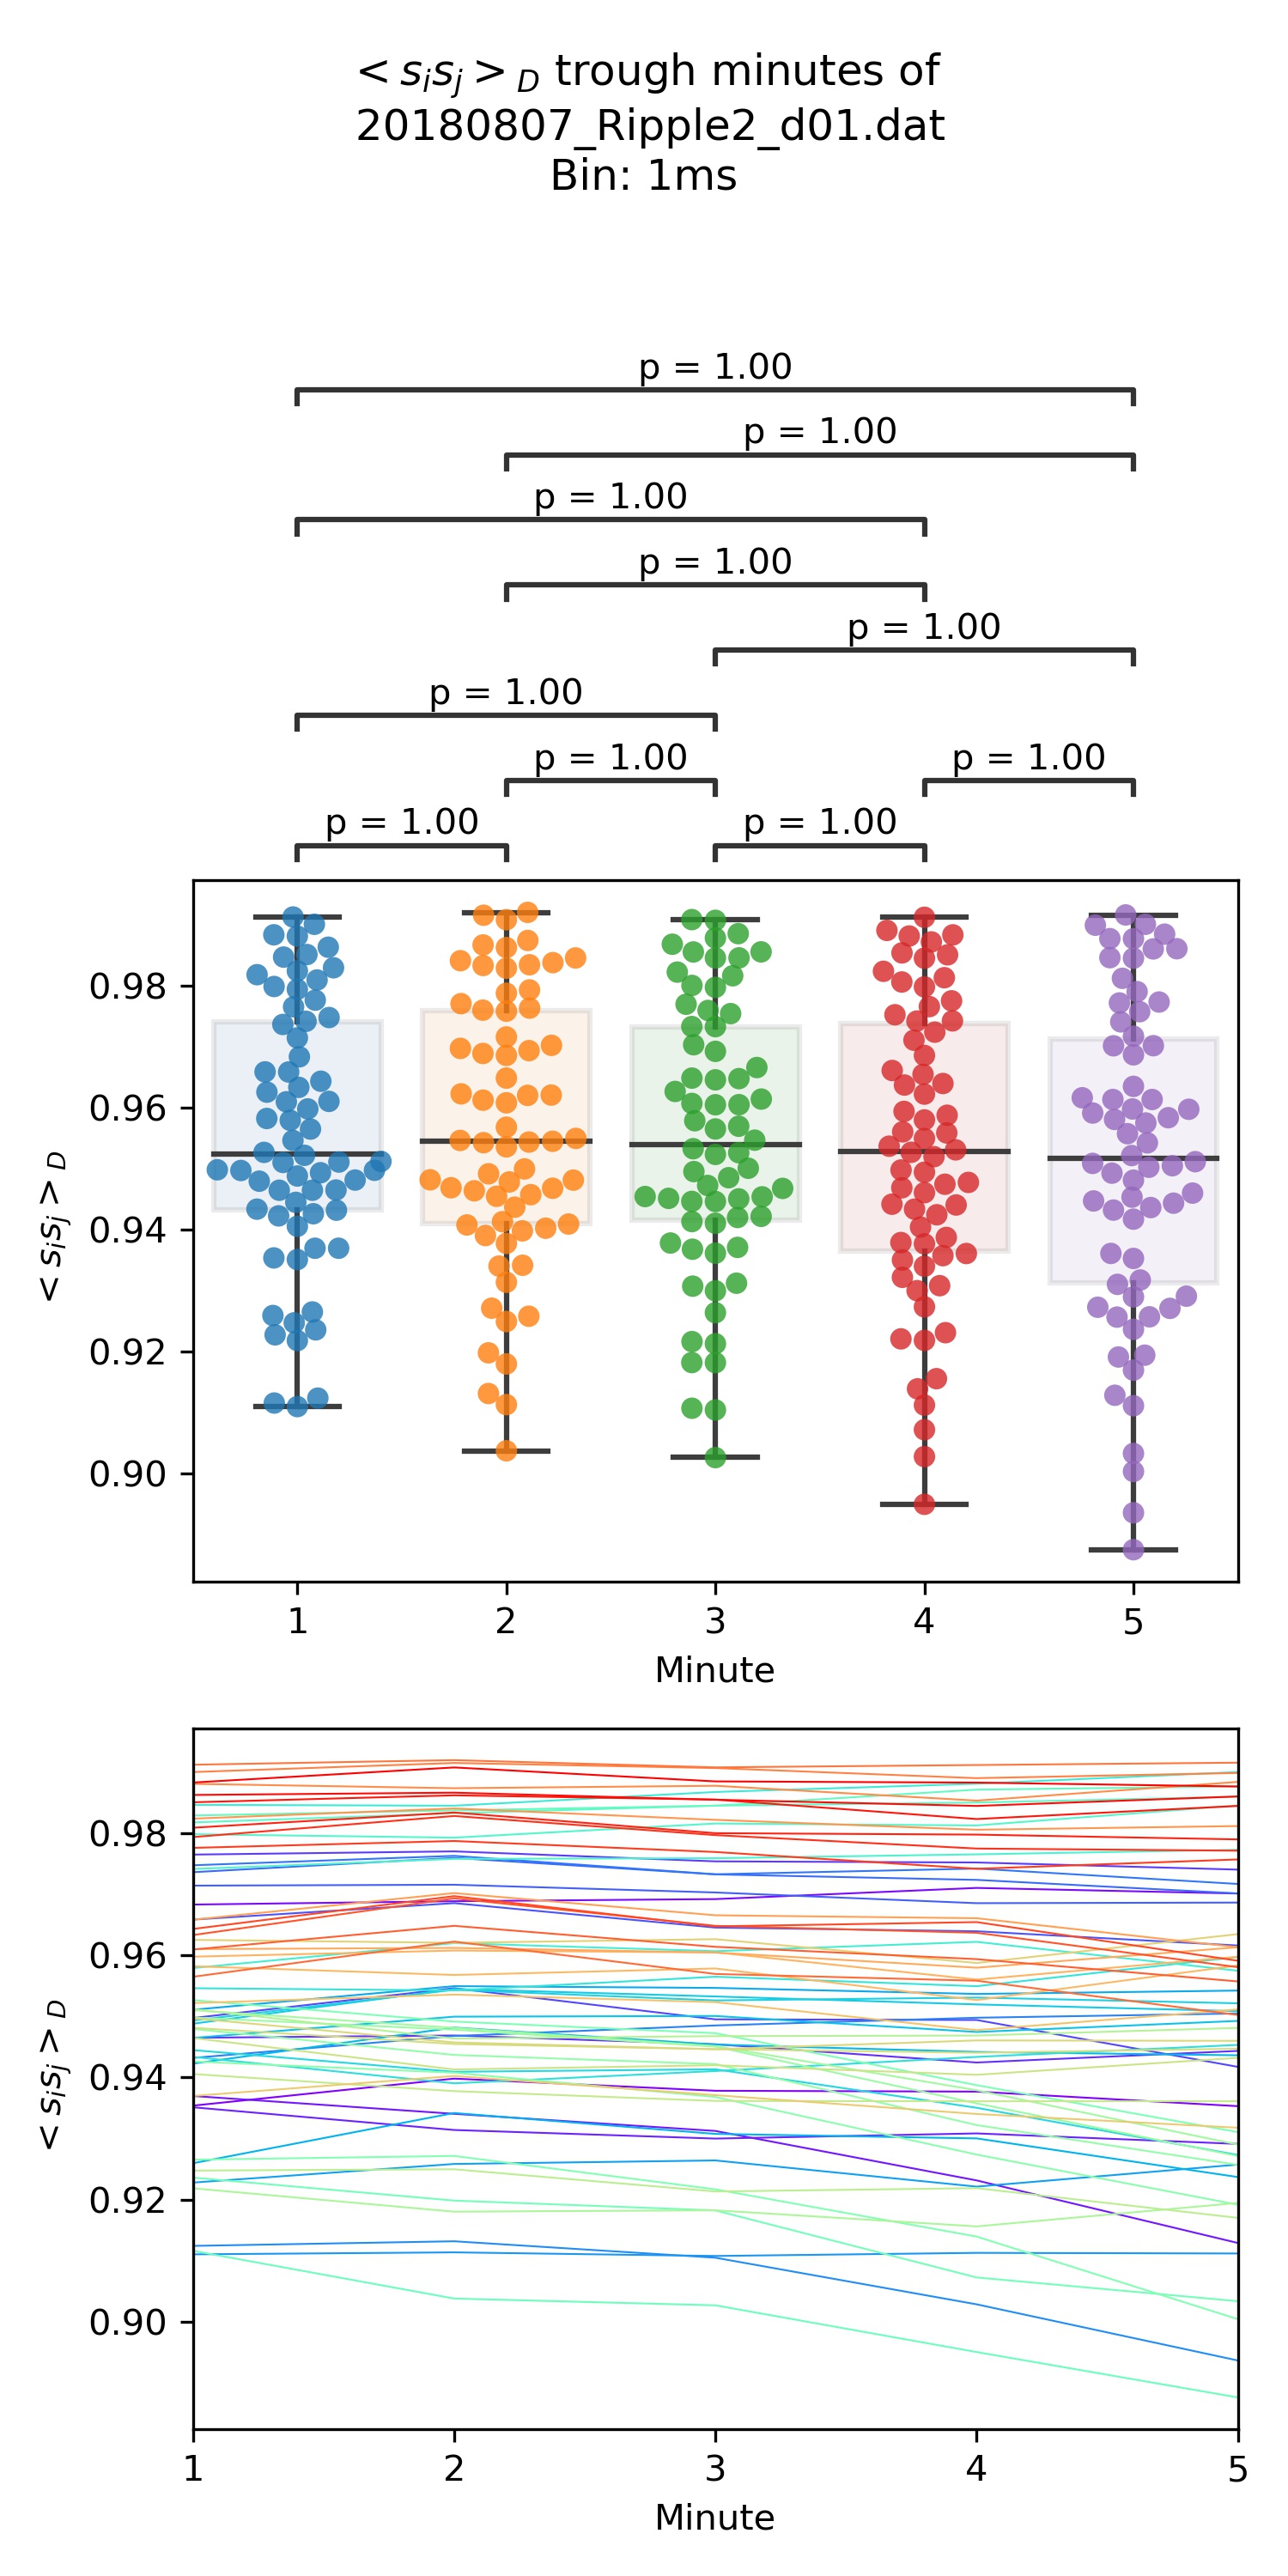 < s_i s_j >_D trough minutes of
20180807_Ripple2_d01.dat
Bin: 1ms
p = 1.00
p = 1.00
p = 1.00
p = 1.00
p = 1.00
p = 1.00
p = 1.00 p = 1.00
p = 1.00 p = 1.00
< s_i s_j >_D
0.98
0.96
0.94
0.92
0.90
1 2 3 4 5
Minute
< s_i s_j >_D
0.98
0.96
0.94
0.92
0.90
1 2 3 4 5
Minute